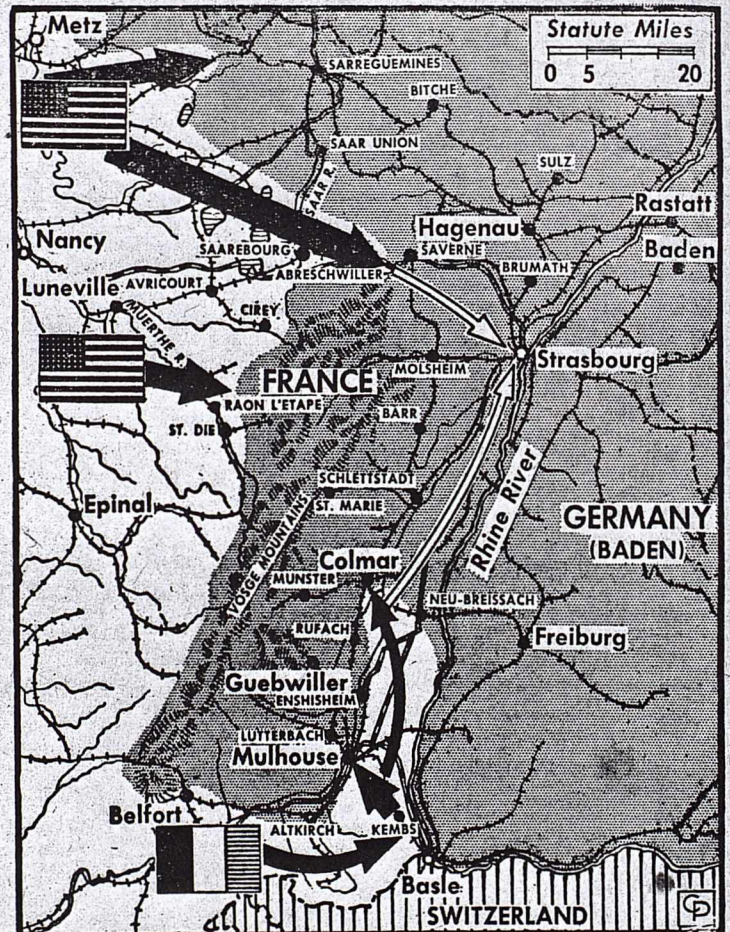 Metz
Statute Miles
0 5 20
SARREGUEMINES
BITCHE
SAAR UNION
SULZ
SAAR R.
Rastatt
Hagenau
Nancy
SAAREBOURG
SAVERNE
Baden
ABRESCHWILLER
BRUMATH
Luneville
AVRICOURT
CIREY
MUERTHE R.
Strasbourg
MOLSHEIM
FRANCE
RAON L'ETAPE
BARR
ST. DIE
SCHLETTSTADT
ST. MARIE
Epinal
Rhine River
GERMANY
(BADEN)
VOSGE MOUNTAINS
Colmar
MUNSTER
NEU-BREISSACH
RUFACH
Freiburg
Guebwiller
ENSHISHEIM
LUTTERBACH
Mulhouse
Belfort
ALTKIRCH
KEMBS
Basle
SWITZERLAND
CP